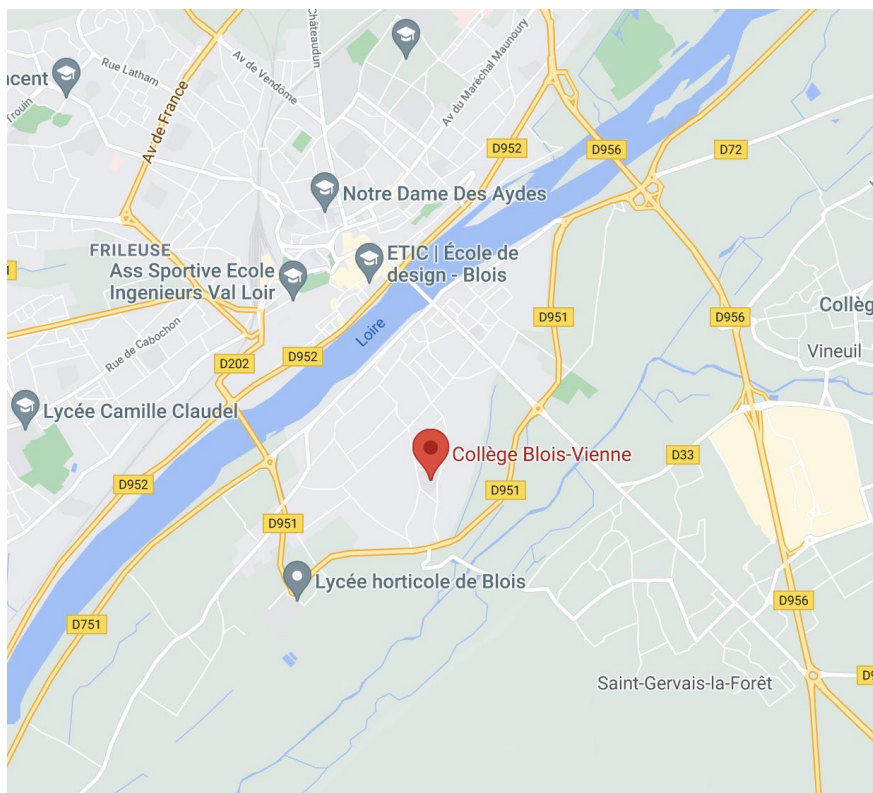 Châteaudun
Rue Latham
Av de Vendôme
Av du Maréchal Maunoury
ncent
Trouin
Av de France
D952
D956
D72
Notre Dame Des Aydes
FRILEUSE
Ass Sportive Ecole
Ingenieurs Val Loir
ETIC | École de
design - Blois
Loire
Rue de Cabochon
D952
D202
D951
D956
Collèg
Vineuil
Lycée Camille Claudel
Collège Blois-Vienne
D33
D952
D951
D951
Lycée horticole de Blois
D751
D956
Saint-Gervais-la-Forêt